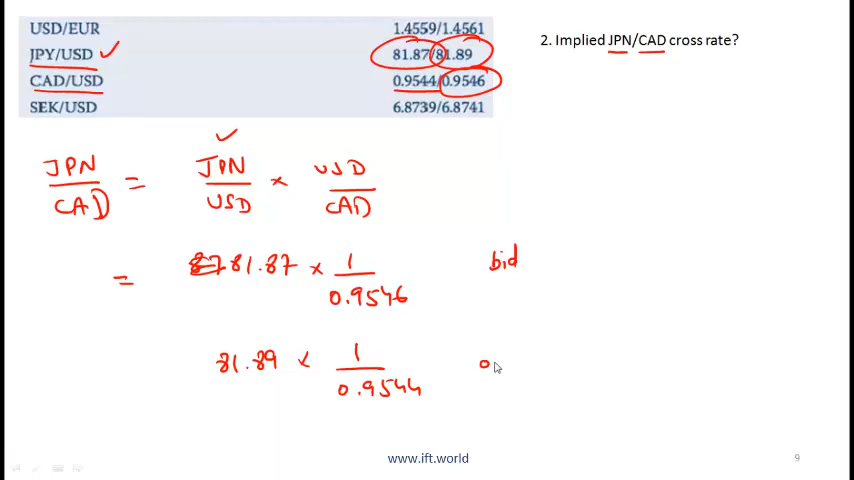 USD/EUR 1.4559/1.4561
JPY/USD 81.87/81.89
CAD/USD 0.9544/0.9546
SEK/USD 6.8739/6.8741
2. Implied JPN/CAD cross rate?
JPN/CAD = JPN/USD × USD/CAD
= 81.87 × 1/0.9546 bid
81.89 × 1/0.9544 o
www.ift.world
9